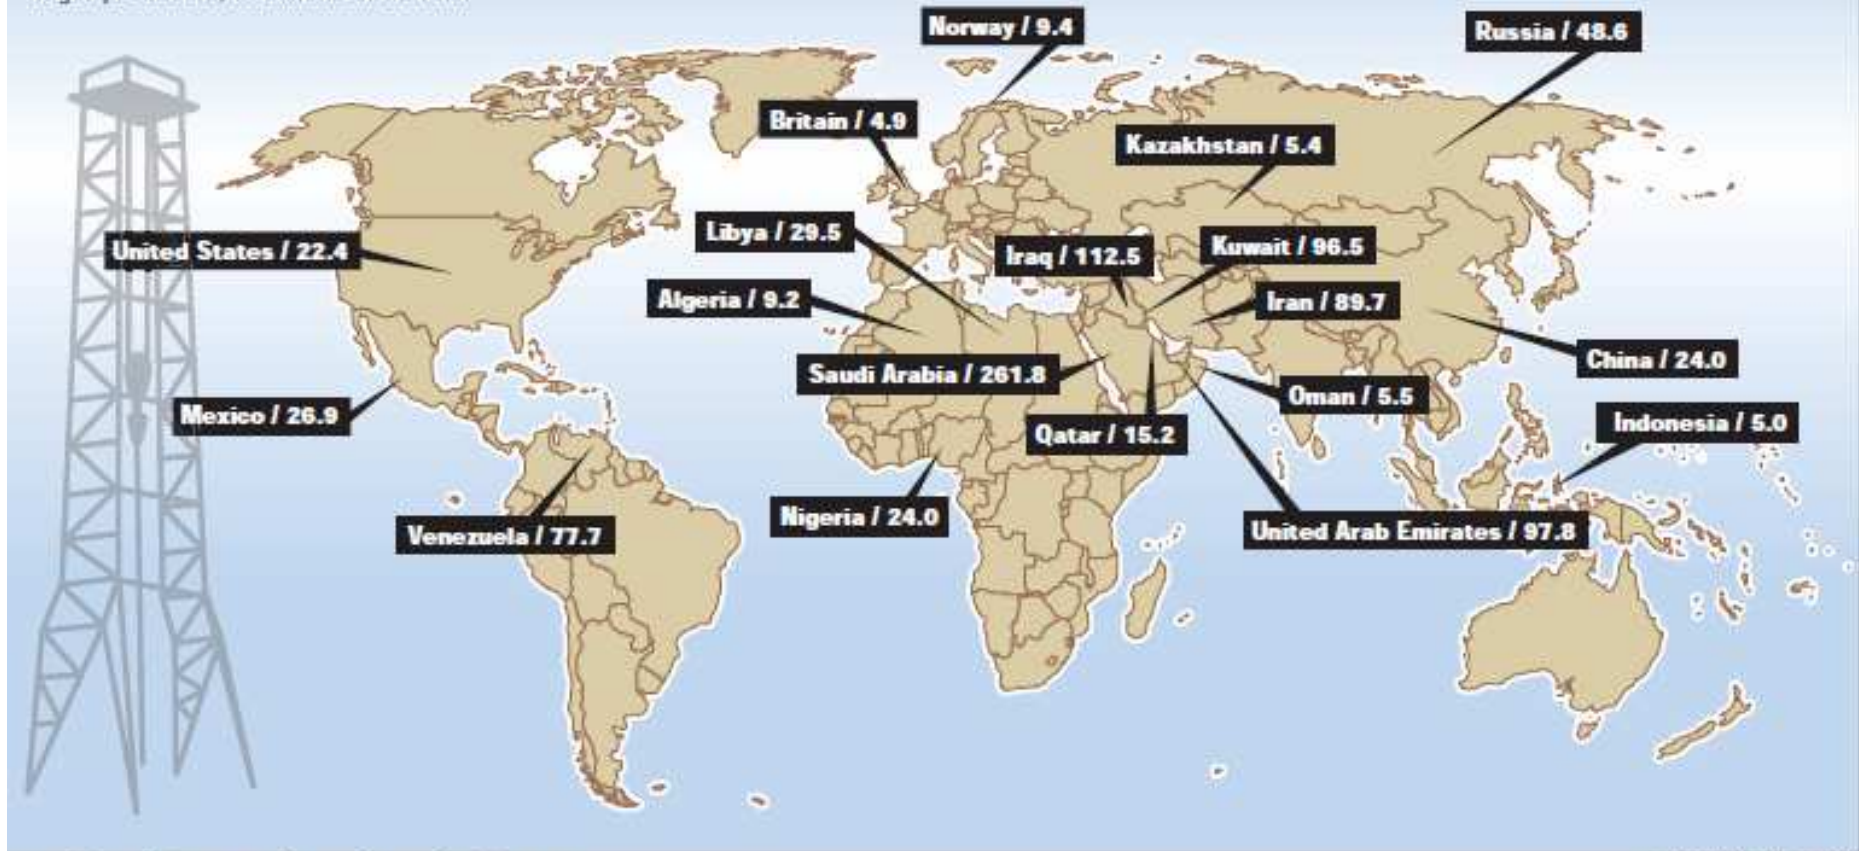 Norway / 9.4
Russia / 48.6
Britain / 4.9
Kazakhstan / 5.4
Libya / 29.5
United States / 22.4
Iraq / 112.5
Kuwait / 96.5
Algeria / 9.2
Iran / 89.7
Saudi Arabia / 261.8
China / 24.0
Mexico / 26.9
Oman / 5.5
Qatar / 15.2
Indonesia / 5.0
Venezuela / 77.7
Nigeria / 24.0
United Arab Emirates / 97.8